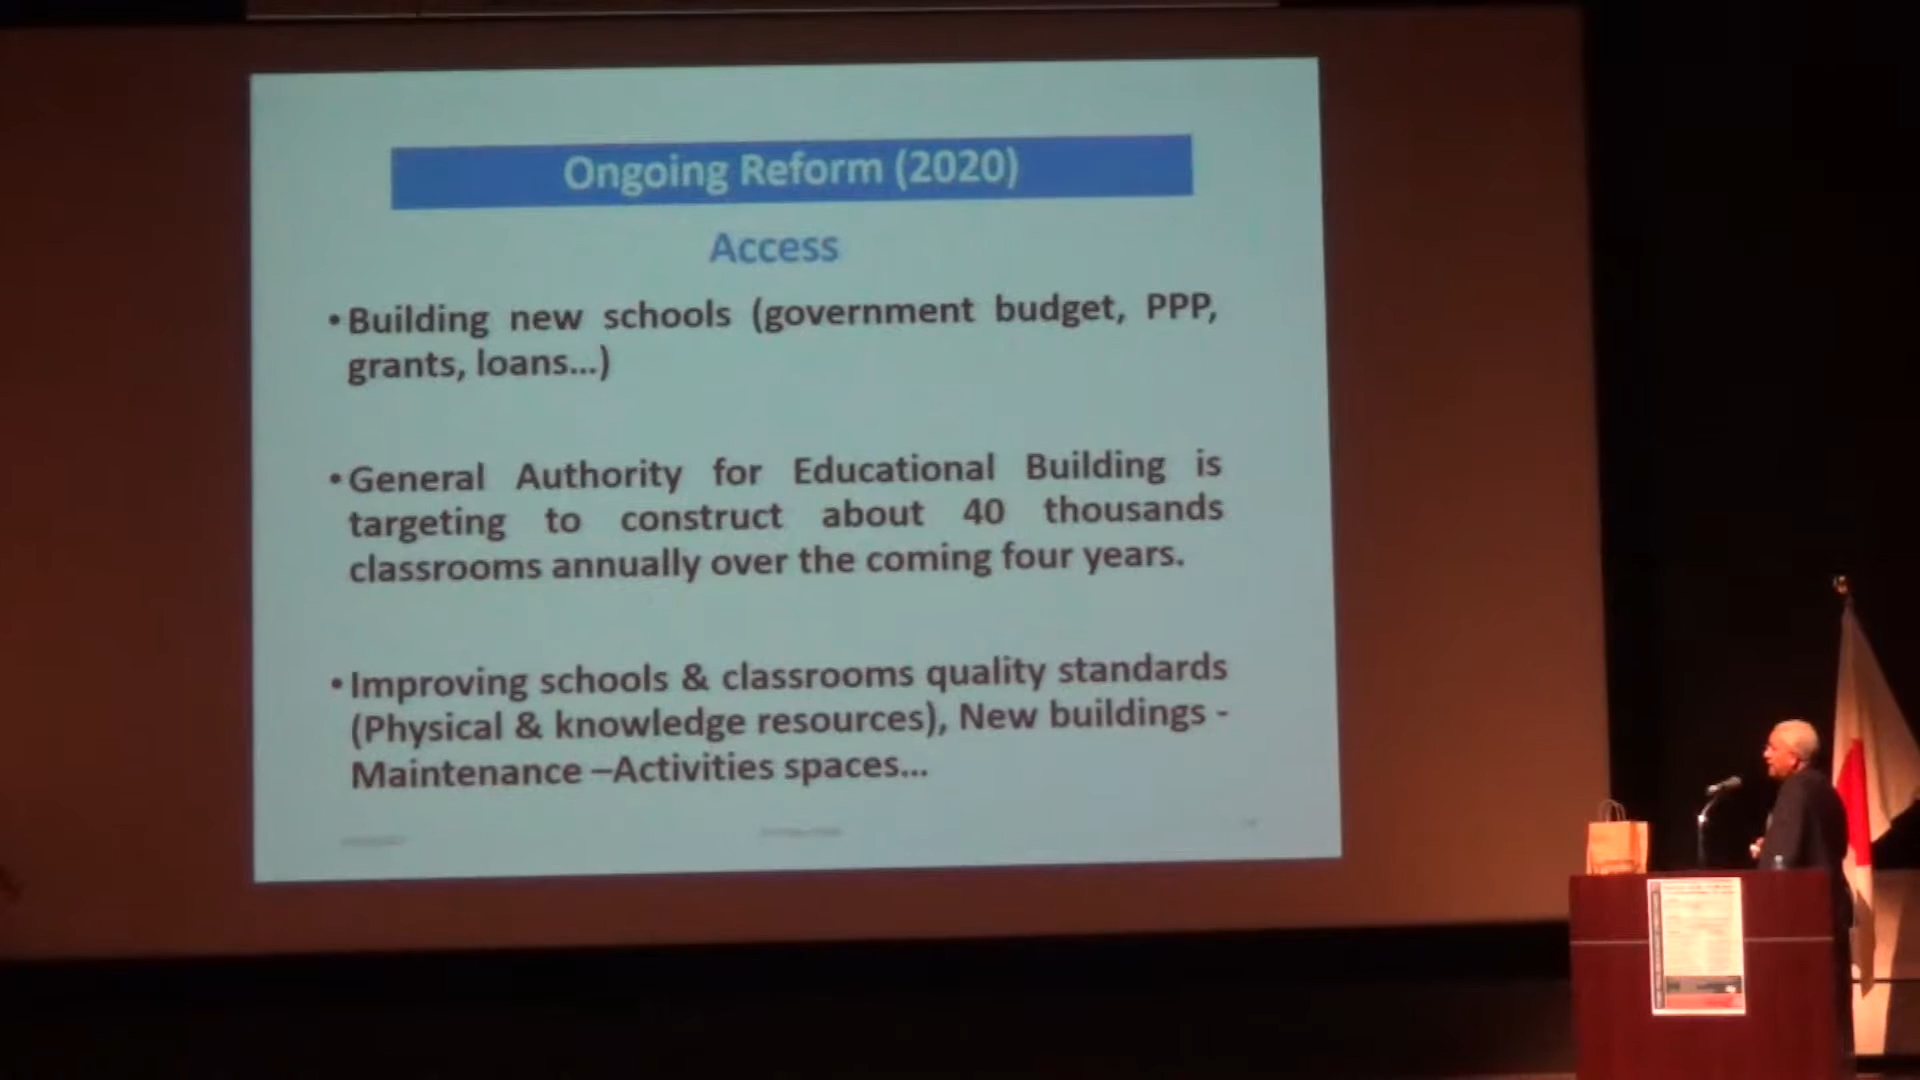 Ongoing Reform (2020)
Access
•Building new schools (government budget, PPP,
grants, loans...)
•General Authority for Educational Building is
targeting to construct about 40 thousands
classrooms annually over the coming four years.
•Improving schools & classrooms quality standards
(Physical & knowledge resources), New buildings -
Maintenance –Activities spaces...